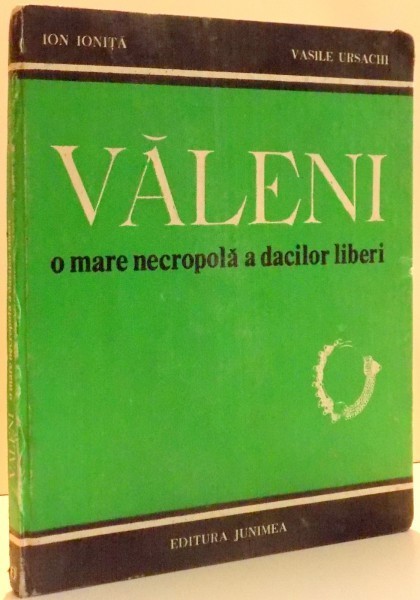 ION IONIȚĂ
VASILE URSACHI
VĂLENI
o mare necropolă a dacilor liberi
EDITURA JUNIMEA